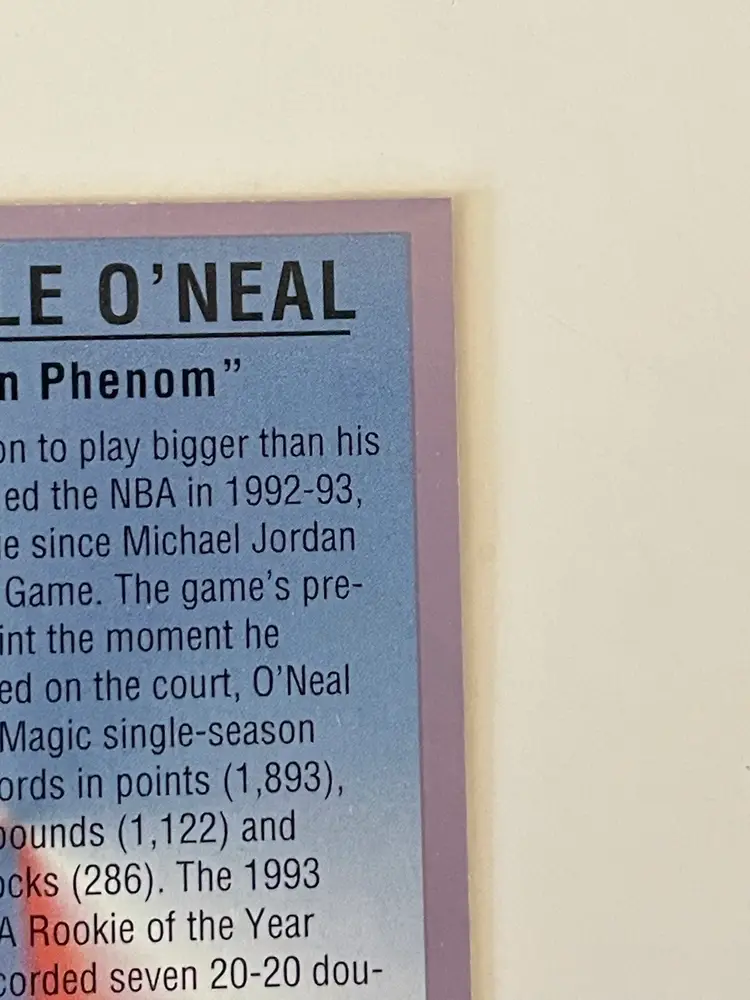 LE O'NEAL
n Phenom”
on to play bigger than his
ed the NBA in 1992-93,
e since Michael Jordan
Game. The game's pre-
int the moment he
ed on the court, O'Neal
Magic single-season
ords in points (1,893),
bounds (1,122) and
ocks (286). The 1993
A Rookie of the Year
corded seven 20-20 dou-